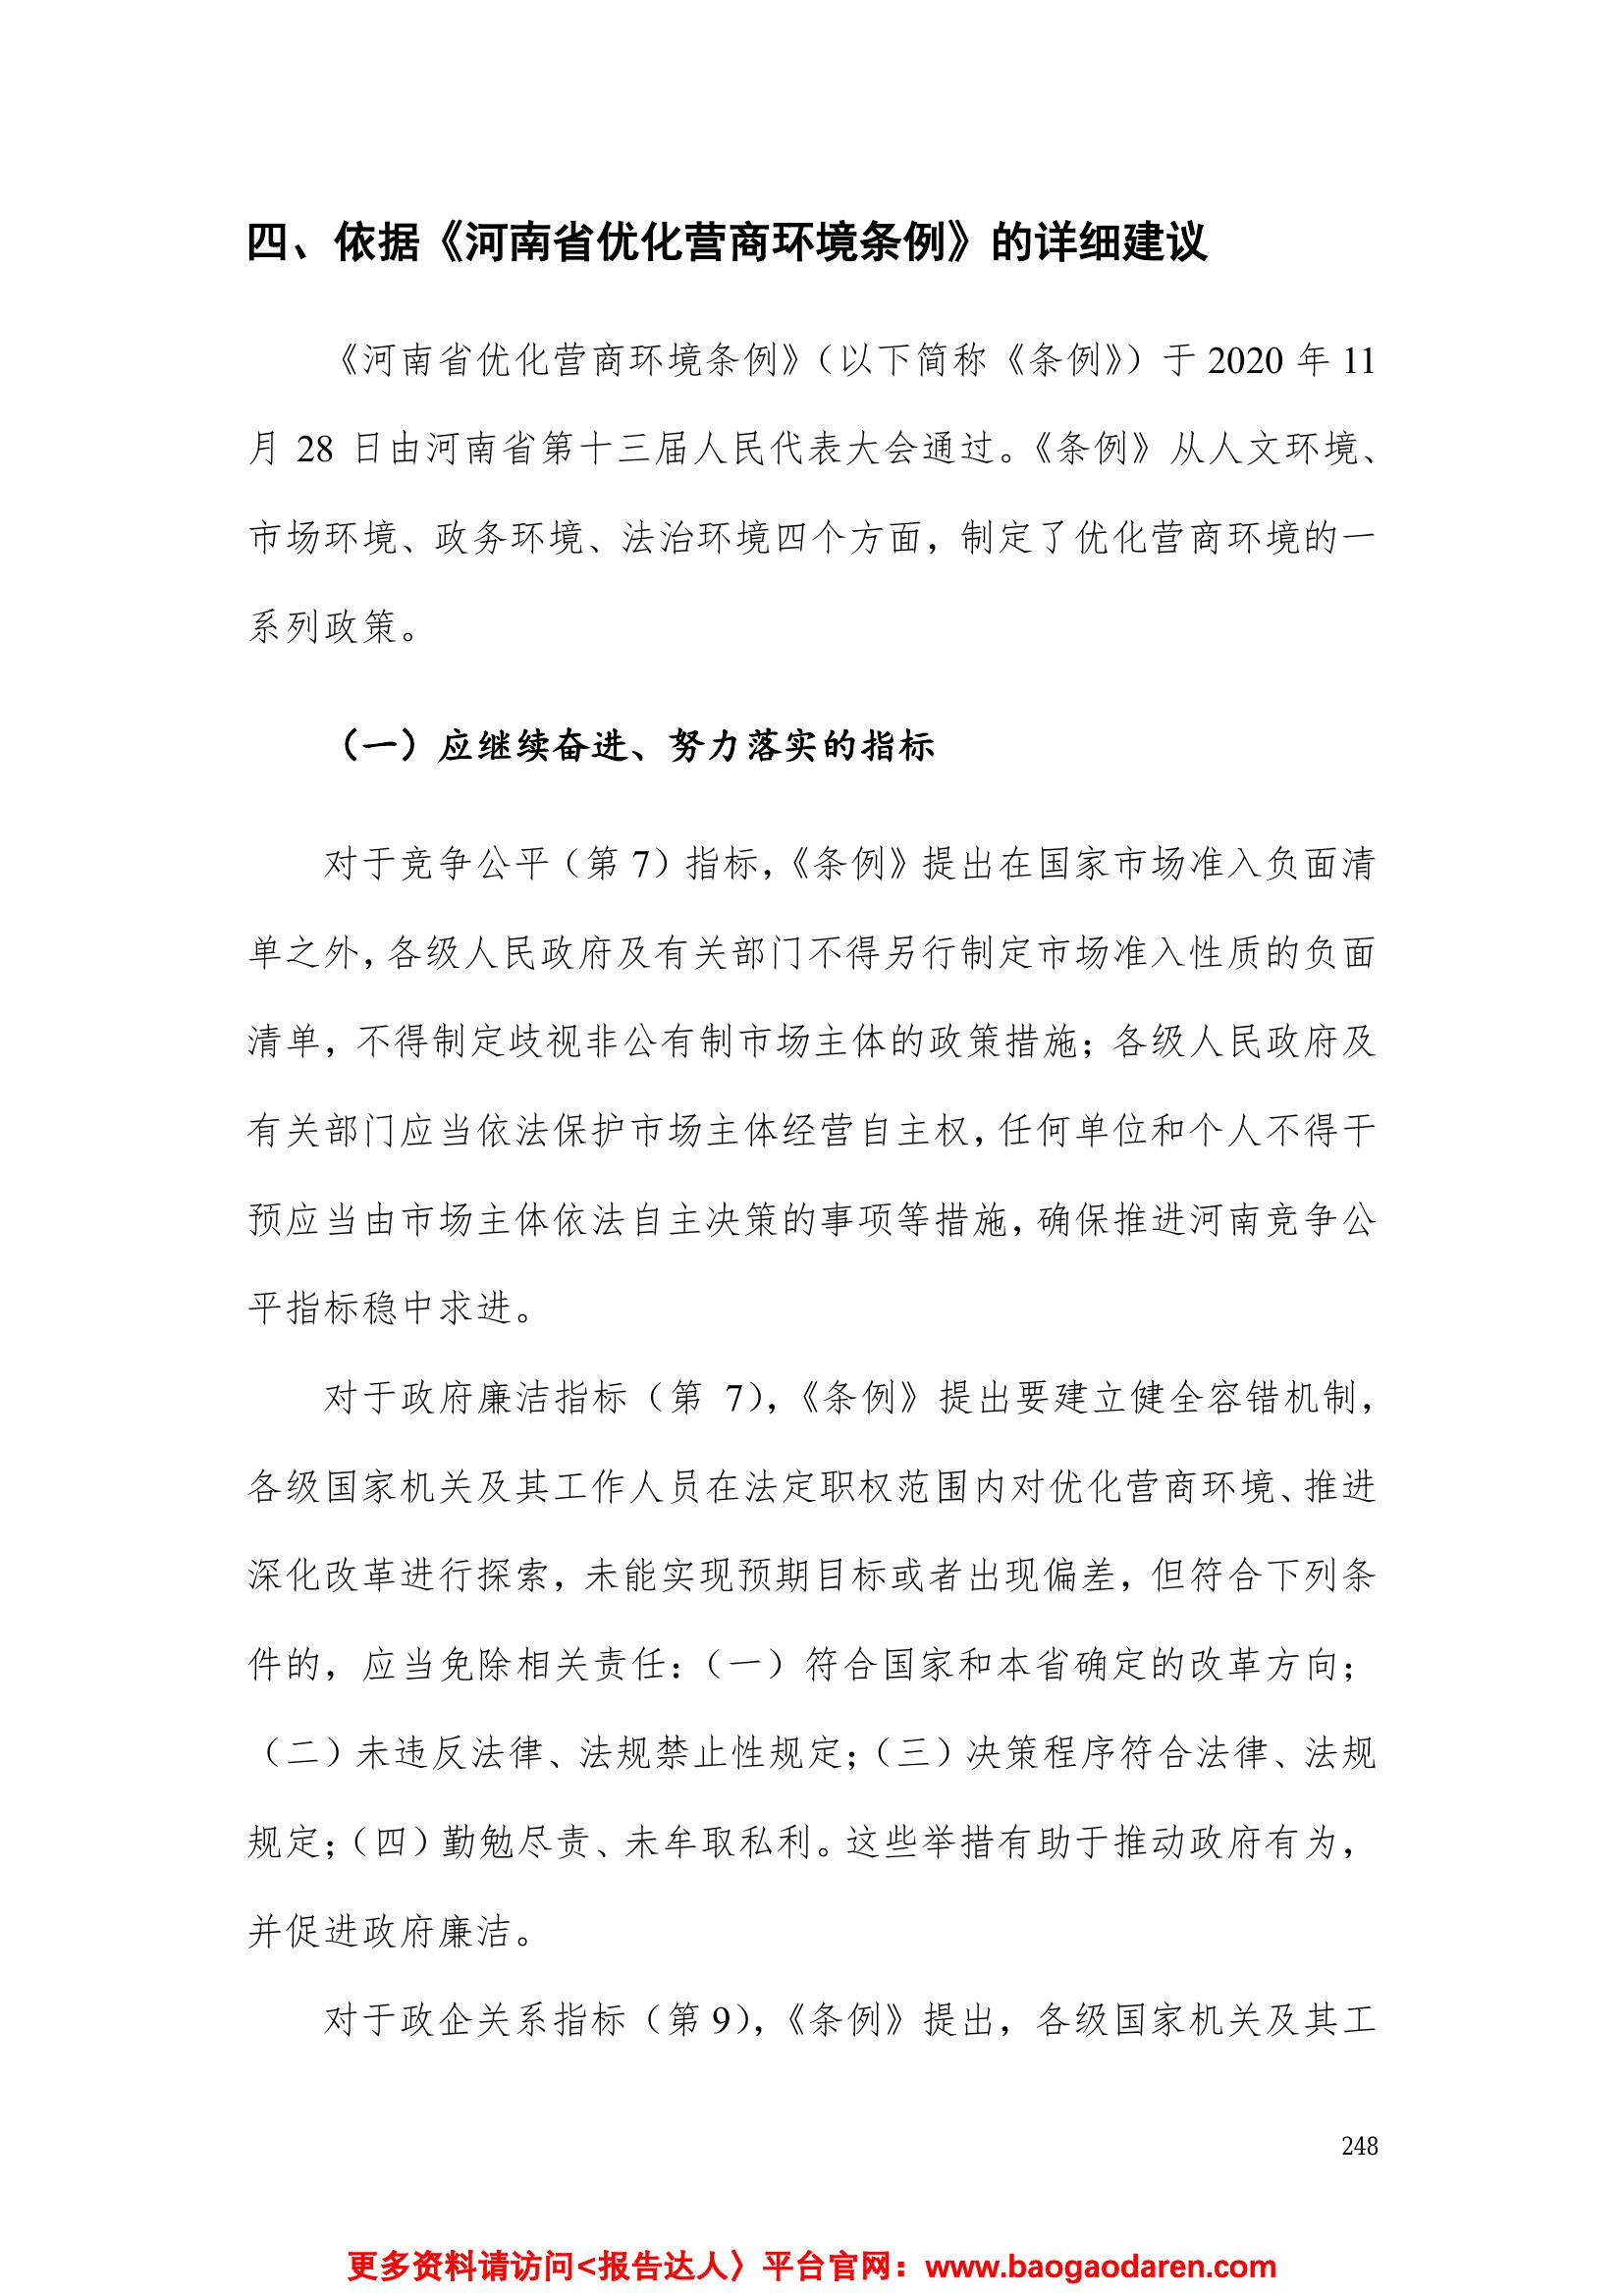 四、依据《河南省优化营商环境条例》的详细建议
《河南省优化营商环境条例》（以下简称《条例》）于 2020 年 11
月 28 日由河南省第十三届人民代表大会通过。《条例》从人文环境、
市场环境、政务环境、法治环境四个方面，制定了优化营商环境的一
系列政策。
（一）应继续奋进、努力落实的指标
对于竞争公平（第 7）指标，《条例》提出在国家市场准入负面清
单之外，各级人民政府及有关部门不得另行制定市场准入性质的负面
清单，不得制定歧视非公有制市场主体的政策措施；各级人民政府及
有关部门应当依法保护市场主体经营自主权，任何单位和个人不得干
预应当由市场主体依法自主决策的事项等措施，确保推进河南竞争公
平指标稳中求进。
对于政府廉洁指标（第 7），《条例》提出要建立健全容错机制，
各级国家机关及其工作人员在法定职权范围内对优化营商环境、推进
深化改革进行探索，未能实现预期目标或者出现偏差，但符合下列条
件的，应当免除相关责任：（一）符合国家和本省确定的改革方向；
（二）未违反法律、法规禁止性规定；（三）决策程序符合法律、法规
规定；（四）勤勉尽责、未牟取私利。这些举措有助于推动政府有为，
并促进政府廉洁。
对于政企关系指标（第 9），《条例》提出，各级国家机关及其工
248
更多资料请访问<报告达人〉平台官网：www.baogaodaren.com